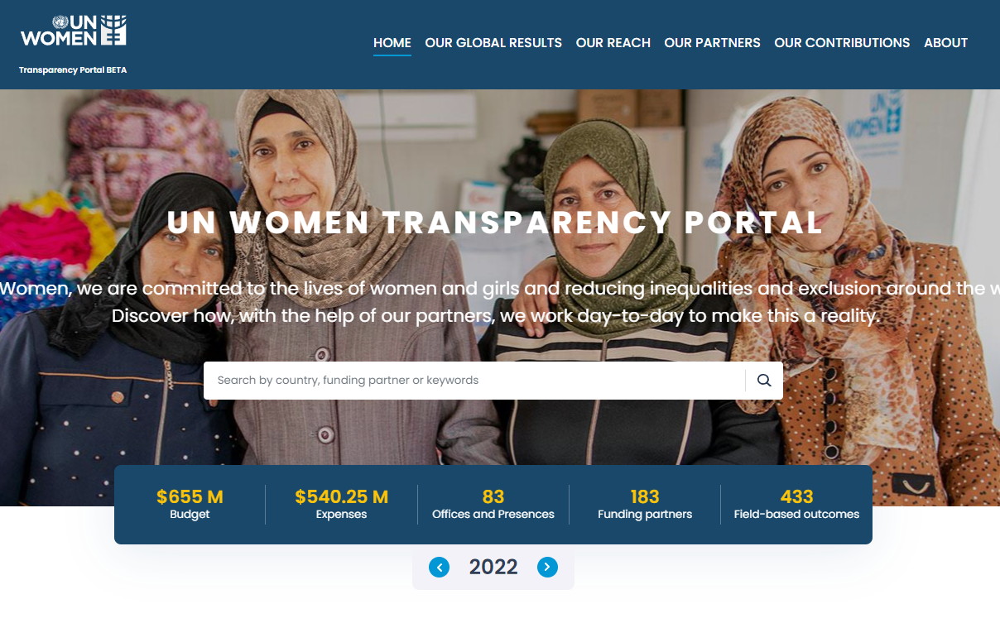 UN
WOMEN
Transparency Portal BETA
HOME OUR GLOBAL RESULTS OUR REACH OUR PARTNERS OUR CONTRIBUTIONS ABOUT
UN
WOMEN
UN WOMEN TRANSPARENCY PORTAL
Women, we are committed to the lives of women and girls and reducing inequalities and exclusion around the w
Discover how, with the help of our partners, we work day-to-day to make this a reality.
Search by country, funding partner or keywords
$655 M
Budget
$540.25 M
Expenses
83
Offices and Presences
183
Funding partners
433
Field-based outcomes
2022